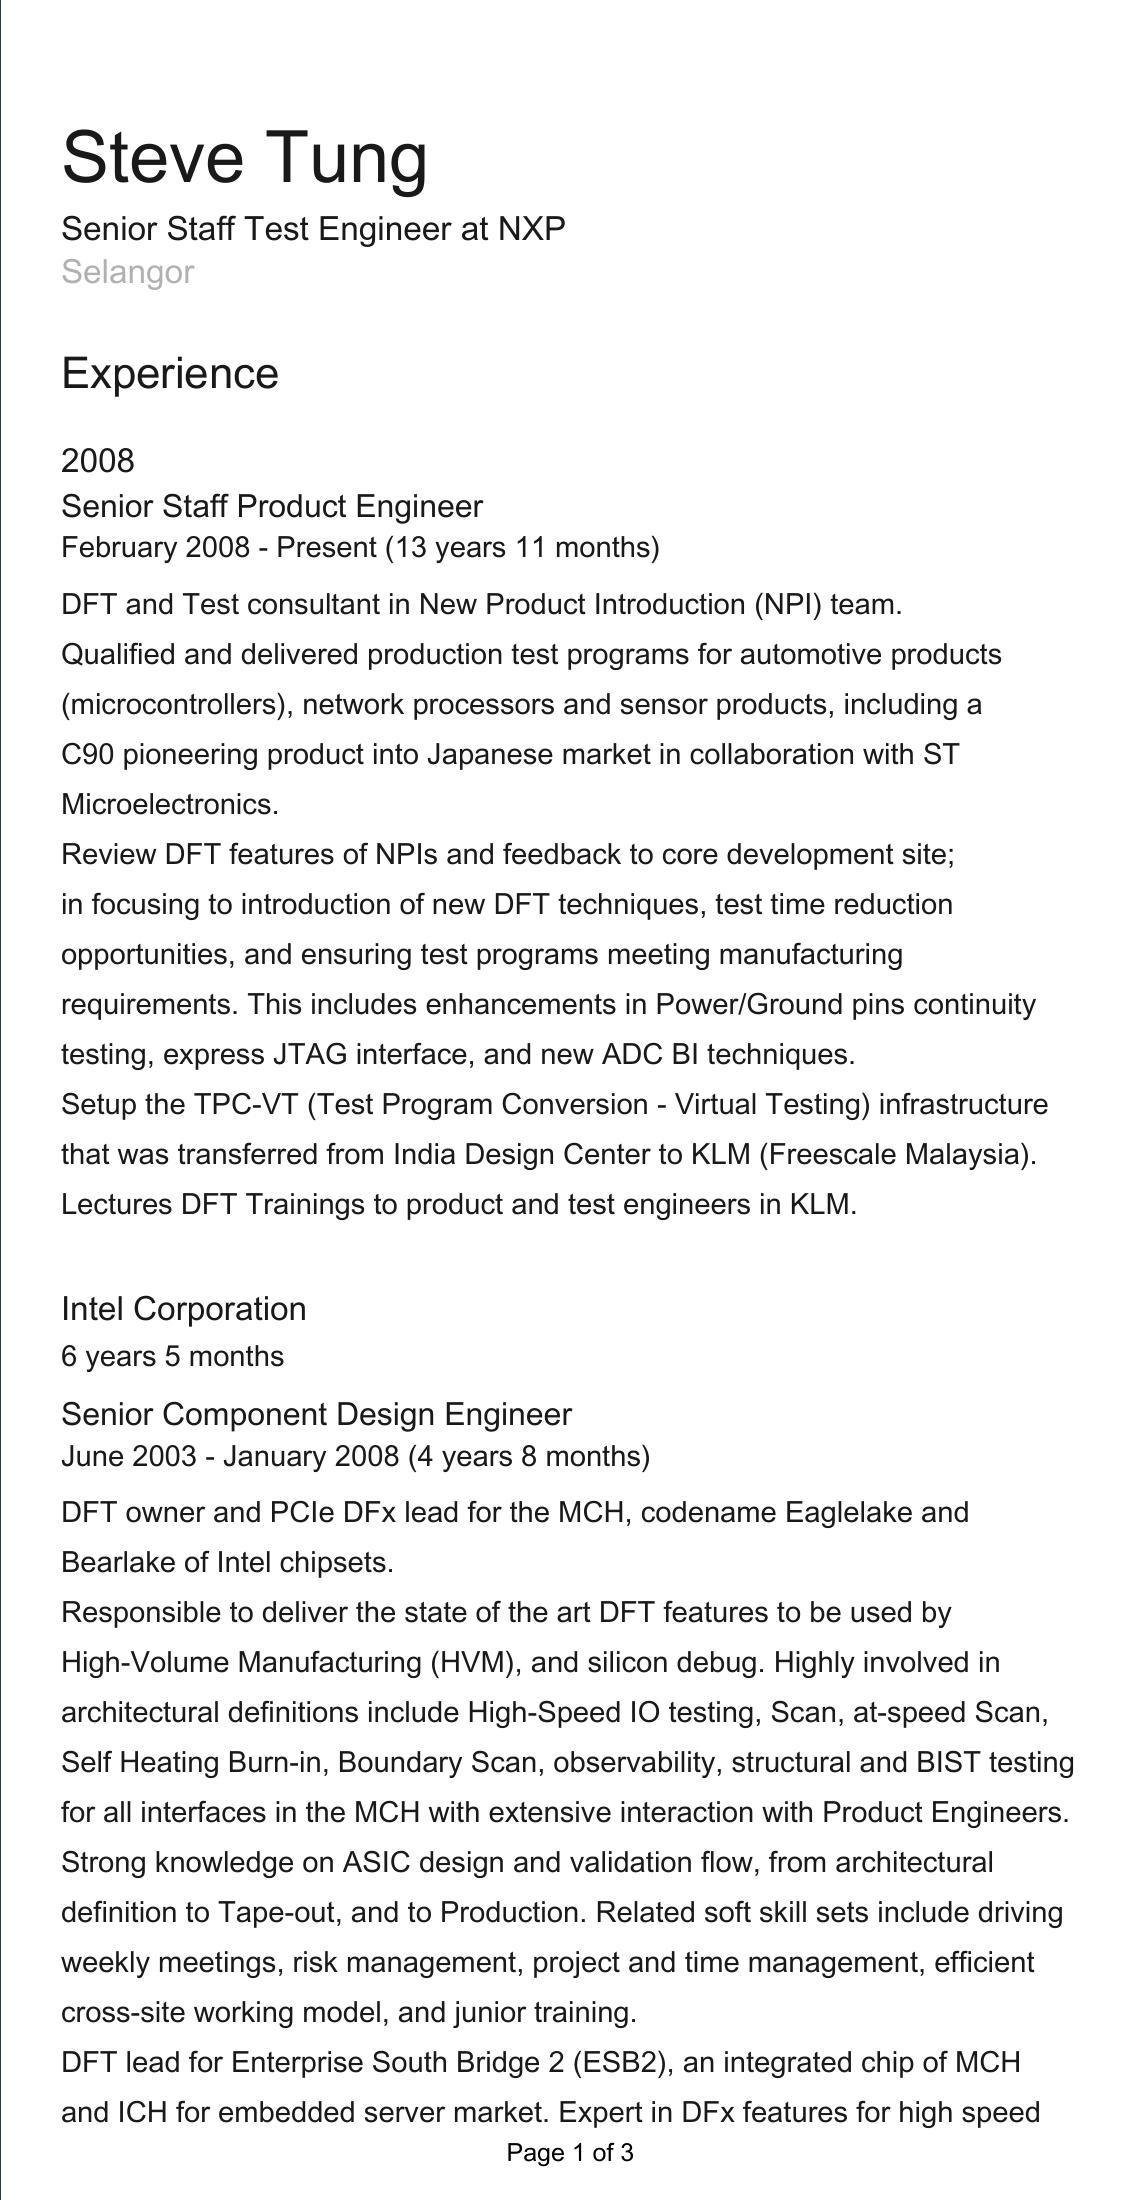 Steve Tung
Senior Staff Test Engineer at NXP
Selangor
Experience
2008
Senior Staff Product Engineer
February 2008 - Present (13 years 11 months)
DFT and Test consultant in New Product Introduction (NPI) team.
Qualified and delivered production test programs for automotive products
(microcontrollers), network processors and sensor products, including a
C90 pioneering product into Japanese market in collaboration with ST
Microelectronics.
Review DFT features of NPIs and feedback to core development site;
in focusing to introduction of new DFT techniques, test time reduction
opportunities, and ensuring test programs meeting manufacturing
requirements. This includes enhancements in Power/Ground pins continuity
testing, express JTAG interface, and new ADC BI techniques.
Setup the TPC-VT (Test Program Conversion - Virtual Testing) infrastructure
that was transferred from India Design Center to KLM (Freescale Malaysia).
Lectures DFT Trainings to product and test engineers in KLM.
Intel Corporation
6 years 5 months
Senior Component Design Engineer
June 2003 - January 2008 (4 years 8 months)
DFT owner and PCIe DFx lead for the MCH, codename Eaglelake and
Bearlake of Intel chipsets.
Responsible to deliver the state of the art DFT features to be used by
High-Volume Manufacturing (HVM), and silicon debug. Highly involved in
architectural definitions include High-Speed IO testing, Scan, at-speed Scan,
Self Heating Burn-in, Boundary Scan, observability, structural and BIST testing
for all interfaces in the MCH with extensive interaction with Product Engineers.
Strong knowledge on ASIC design and validation flow, from architectural
definition to Tape-out, and to Production. Related soft skill sets include driving
weekly meetings, risk management, project and time management, efficient
cross-site working model, and junior training.
DFT lead for Enterprise South Bridge 2 (ESB2), an integrated chip of MCH
and ICH for embedded server market. Expert in DFx features for high speed
Page 1 of 3